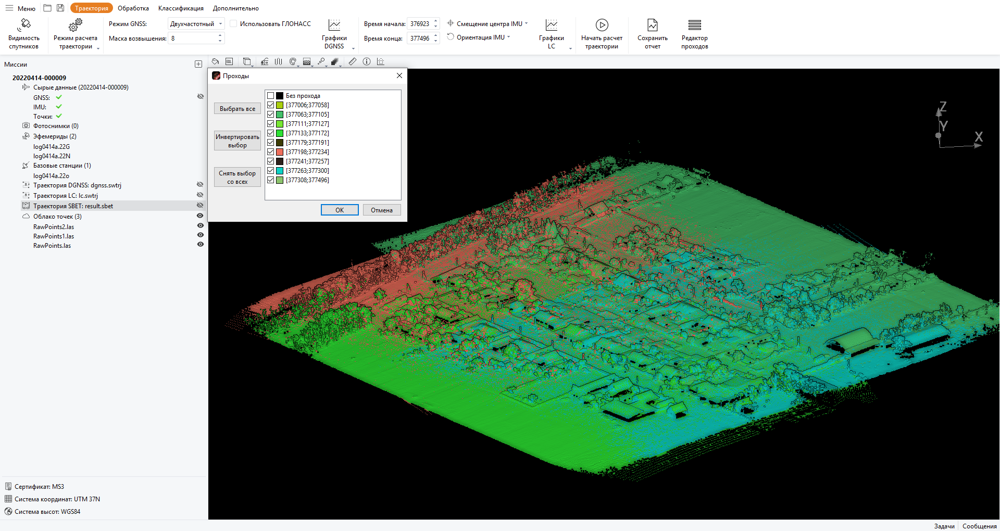 Меню
Траектория
Обработка
Классификация
Дополнительно
Видимость
спутников
Режим расчета
траектории
Режим GNSS:
Двухчастотный
Использовать ГЛОНАСС
Маска возвышения:
8
Графики
DGNSS
Время начала:
376923
Время конца:
377496
Смещение центра IMU
Ориентация IMU
Графики
LC
Начать расчет
траектории
Сохранить
отчет
Редактор
проходов
Миссии
20220414-000009
Сырые данные (20220414-000009)
GNSS:
IMU:
Точки:
Фотоснимки (0)
Эфемериды (2)
log0414a.22G
log0414a.22N
Базовые станции (1)
log0414a.22o
Траектория DGNSS: dgnss.swtrj
Траектория LC: lc.swtrj
Траектория SBET: result.sbet
Облако точек (3)
RawPoints2.las
RawPoints1.las
RawPoints.las
Сертификат: MS3
Система координат: UTM 37N
Система высот: WGS84
Проходы
Выбрать все
Инвертировать
выбор
Снять выбор
со всех
Без прохода
[377006;377058]
[377063;377105]
[377111;377127]
[377133;377172]
[377179;377191]
[377198;377234]
[377241;377257]
[377263;377300]
[377308;377496]
OK
Отмена
Z
Y
X
Задачи
Сообщения